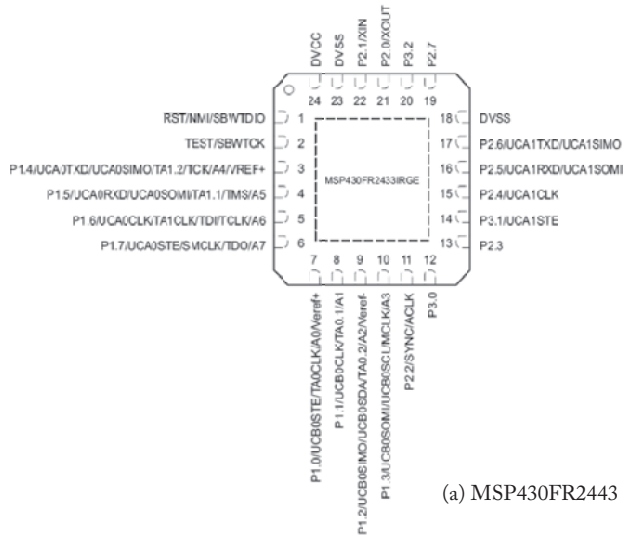 DVCC
DVSS
P2.1/XIN
P2.0/XOUT
P3.2
P2.7
24 23 22 21 20 19
RST/NMI/SBWTDIO 1
TEST/SBWTCK 2
P1.4/UCA0TXD/UCA0SIMO/TA1.2/TCK/A4/VREF+ 3
P1.5/UCA0RXD/UCA0SOMI/TA1.1/TMS/A5 4
P1.6/UCA0CLK/TA1CLK/TDI/TCLK/A6 5
P1.7/UCA0STE/SMCLK/TDO/A7 6
MSP430FR2433IRGE
18 DVSS
17 P2.6/UCA1TXD/UCA1SIMO
16 P2.5/UCA1RXD/UCA1SOMI
15 P2.4/UCA1CLK
14 P3.1/UCA1STE
13 P2.3
7 8 9 10 11 12
P1.0/UCB0STE/TA0CLK/A0/Veref+
P1.1/UCB0CLK/TA0.1/A1
P1.2/UCB0SIMO/UCB0SDA/TA0.2/A2/Veref-
P1.3/UCB0SOMI/UCB0SCL/MCLK/A3
P2.2/SYNC/ACLK
P3.0
(a) MSP430FR2443